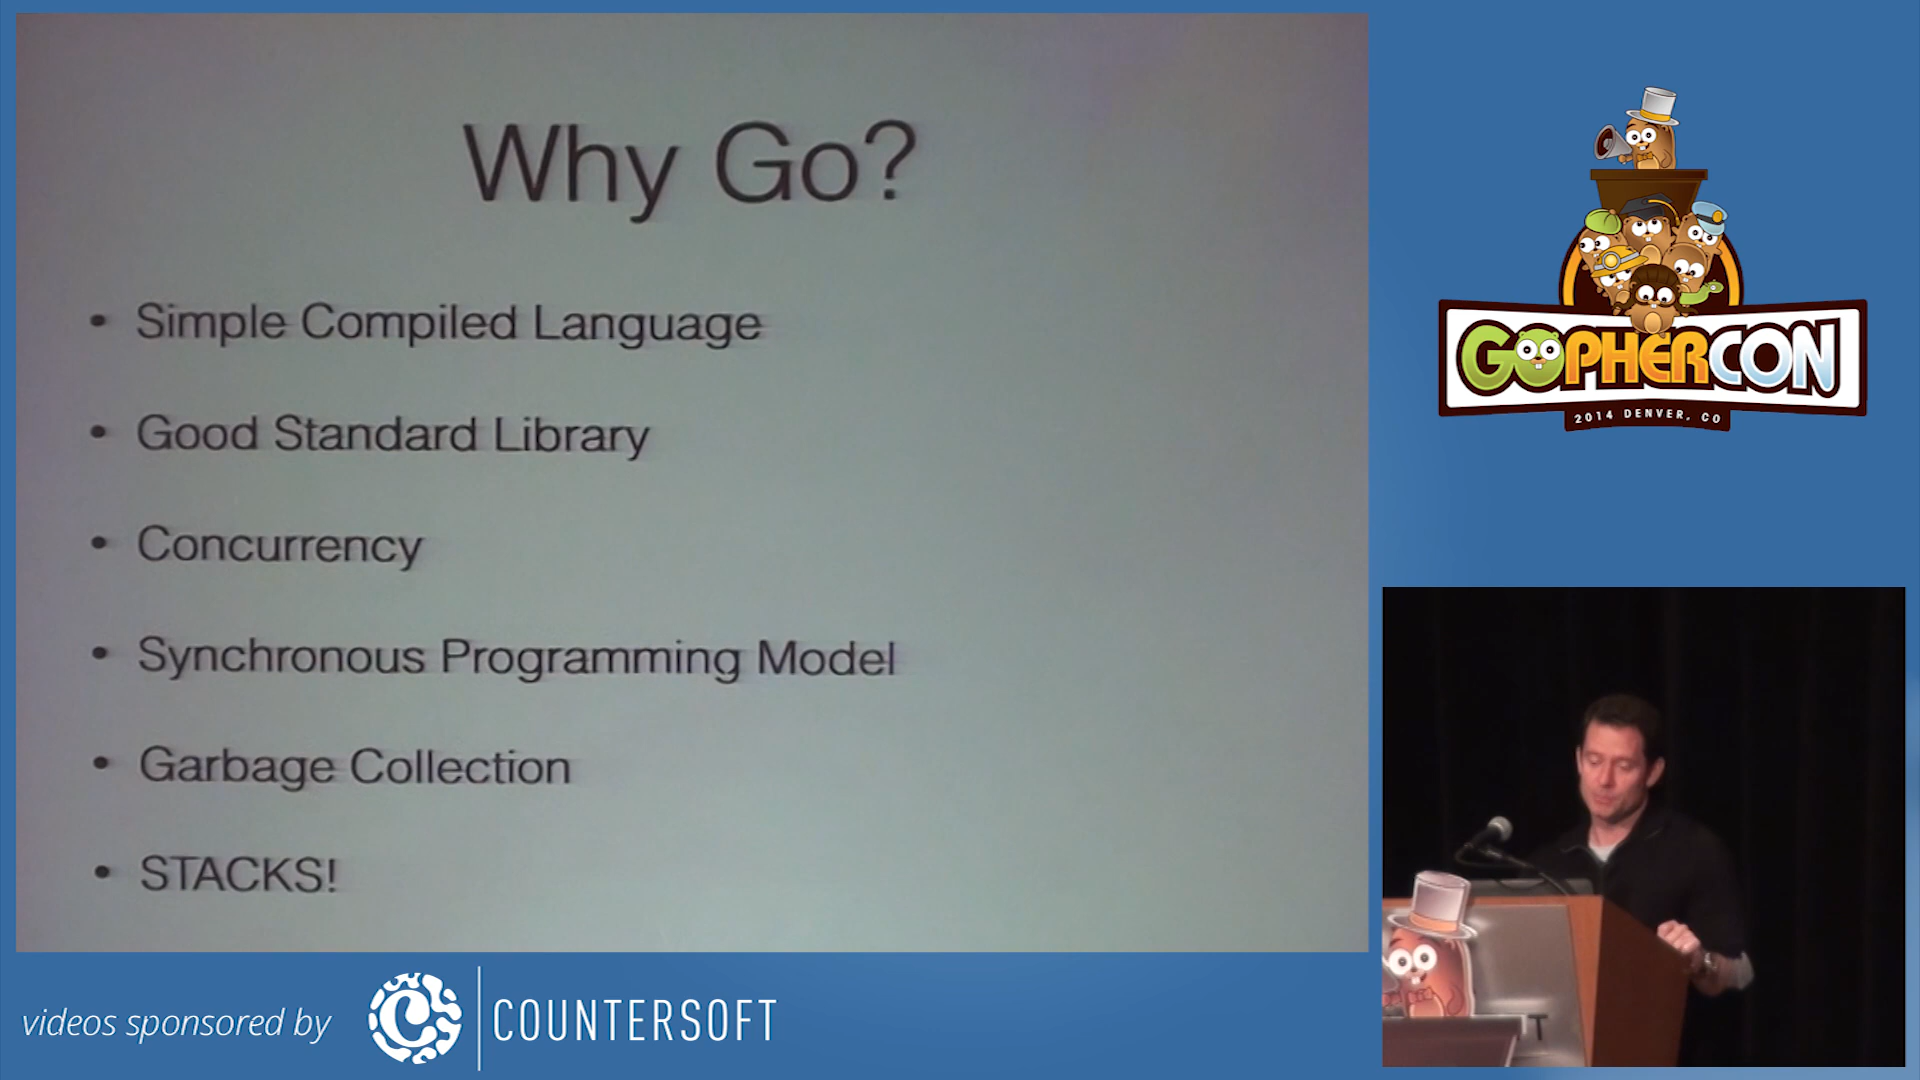 Why Go?
• Simple Compiled Language
• Good Standard Library
• Concurrency
• Synchronous Programming Model
• Garbage Collection
• STACKS!
GOPHERCON
2014 DENVER, CO
T
videos sponsored by
COUNTERSOFT